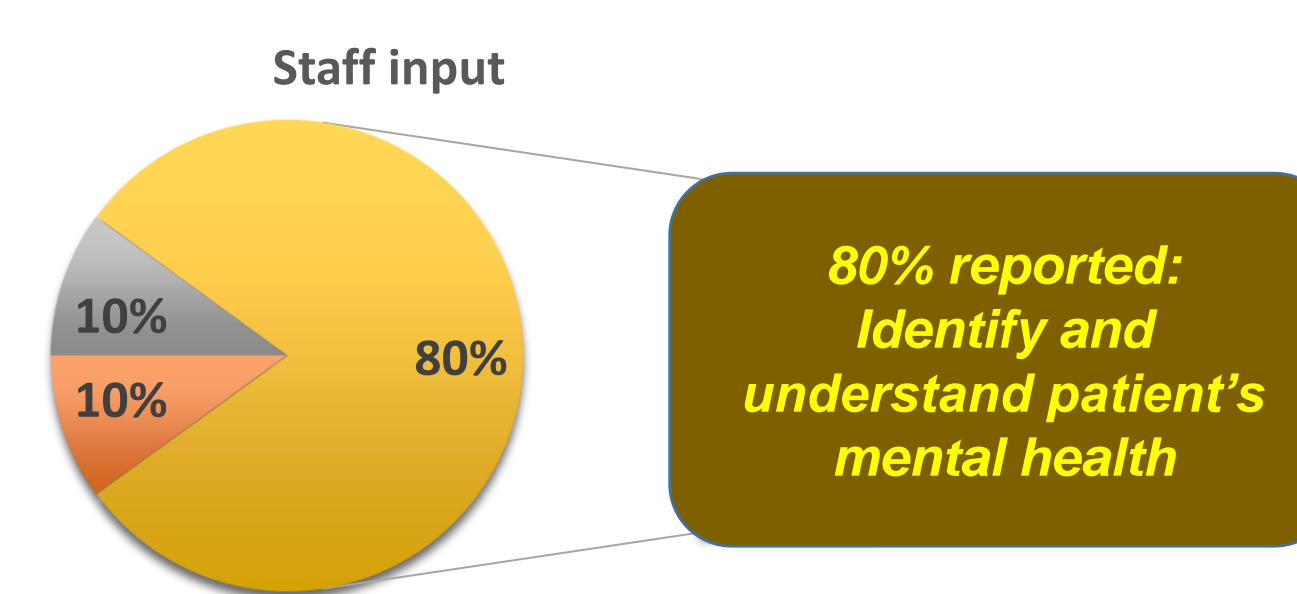 Staff input
10%
10%
80%
80% reported:
Identify and
understand patient’s
mental health